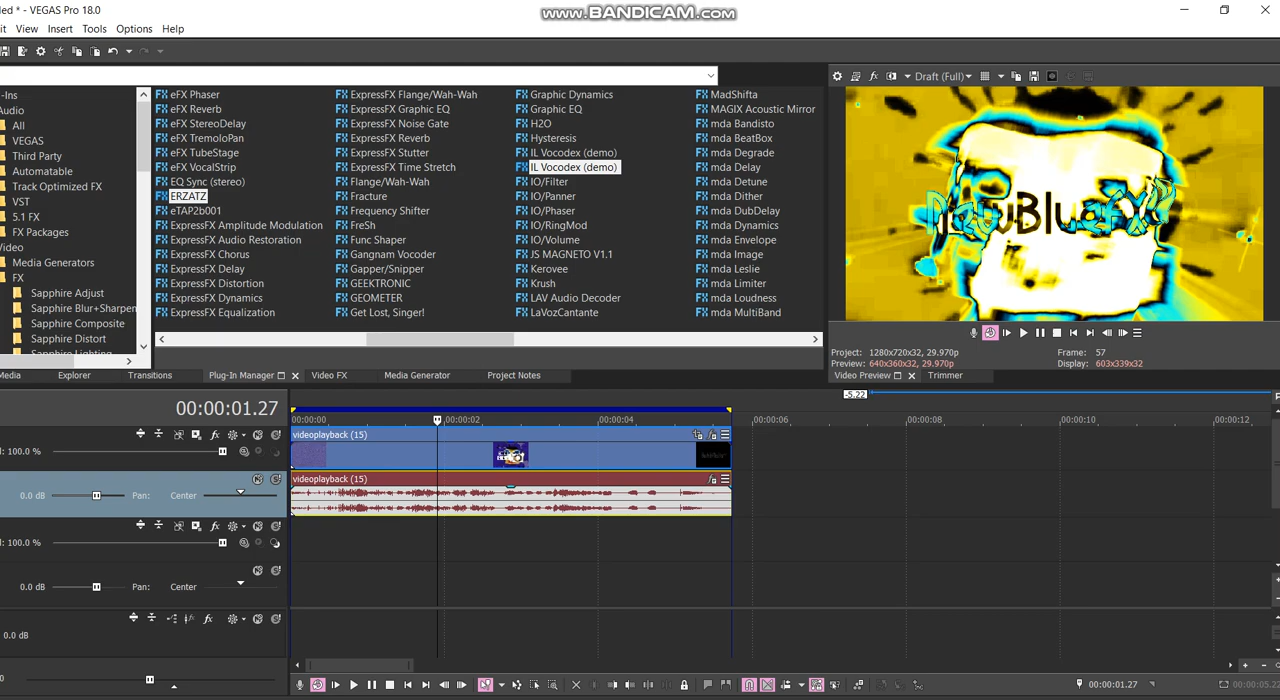 led * - VEGAS Pro 18.0
www.BANDICAM.com
it View Insert Tools Options Help
Draft (Full)
-Ins
Audio
All
VEGAS
Third Party
Automatable
Track Optimized FX
VST
5.1 FX
FX Packages
Video
Media Generators
FX
Sapphire Adjust
Sapphire Blur+Sharpen
Sapphire Composite
Sapphire Distort
Sapphire Lighting
eFX Phaser
eFX Reverb
eFX StereoDelay
eFX TremoloPan
eFX TubeStage
eFX VocalStrip
EQ Sync (stereo)
ERZATZ
eTAP2b001
ExpressFX Amplitude Modulation
ExpressFX Audio Restoration
ExpressFX Chorus
ExpressFX Delay
ExpressFX Distortion
ExpressFX Dynamics
ExpressFX Equalization
ExpressFX Flange/Wah-Wah
ExpressFX Graphic EQ
ExpressFX Noise Gate
ExpressFX Reverb
ExpressFX Stutter
ExpressFX Time Stretch
Flange/Wah-Wah
Fracture
Frequency Shifter
FreSh
Func Shaper
Gangnam Vocoder
Gapper/Snipper
GEEKTRONIC
GEOMETER
Get Lost, Singer!
Graphic Dynamics
Graphic EQ
H2O
Hysteresis
IL Vocodex (demo)
IL Vocodex (demo)
IO/Filter
IO/Panner
IO/Phaser
IO/RingMod
IO/Volume
JS MAGNETO V1.1
Kerovee
Krush
LAV Audio Decoder
LaVozCantante
MadShifta
MAGIX Acoustic Mirror
mda Bandisto
mda BeatBox
mda Degrade
mda Delay
mda Detune
mda Dither
mda DubDelay
mda Dynamics
mda Envelope
mda Image
mda Leslie
mda Limiter
mda Loudness
mda MultiBand
NewBlueFX
Project: 1280x720x32, 29.970p
Frame: 57
Preview: 640x360x32, 29.970p
Display: 603x339x32
Media Explorer Transitions Plug-In Manager Video FX Media Generator Project Notes
Video Preview Trimmer
-5.22
00:00:01.27
00:00:00 00:00:02 00:00:04 00:00:06 00:00:08 00:00:10 00:00:12
videoplayback (15)
l: 100.0 %
videoplayback (15)
0.0 dB Pan: Center
l: 100.0 %
0.0 dB Pan: Center
0.0 dB
00:00:01.27